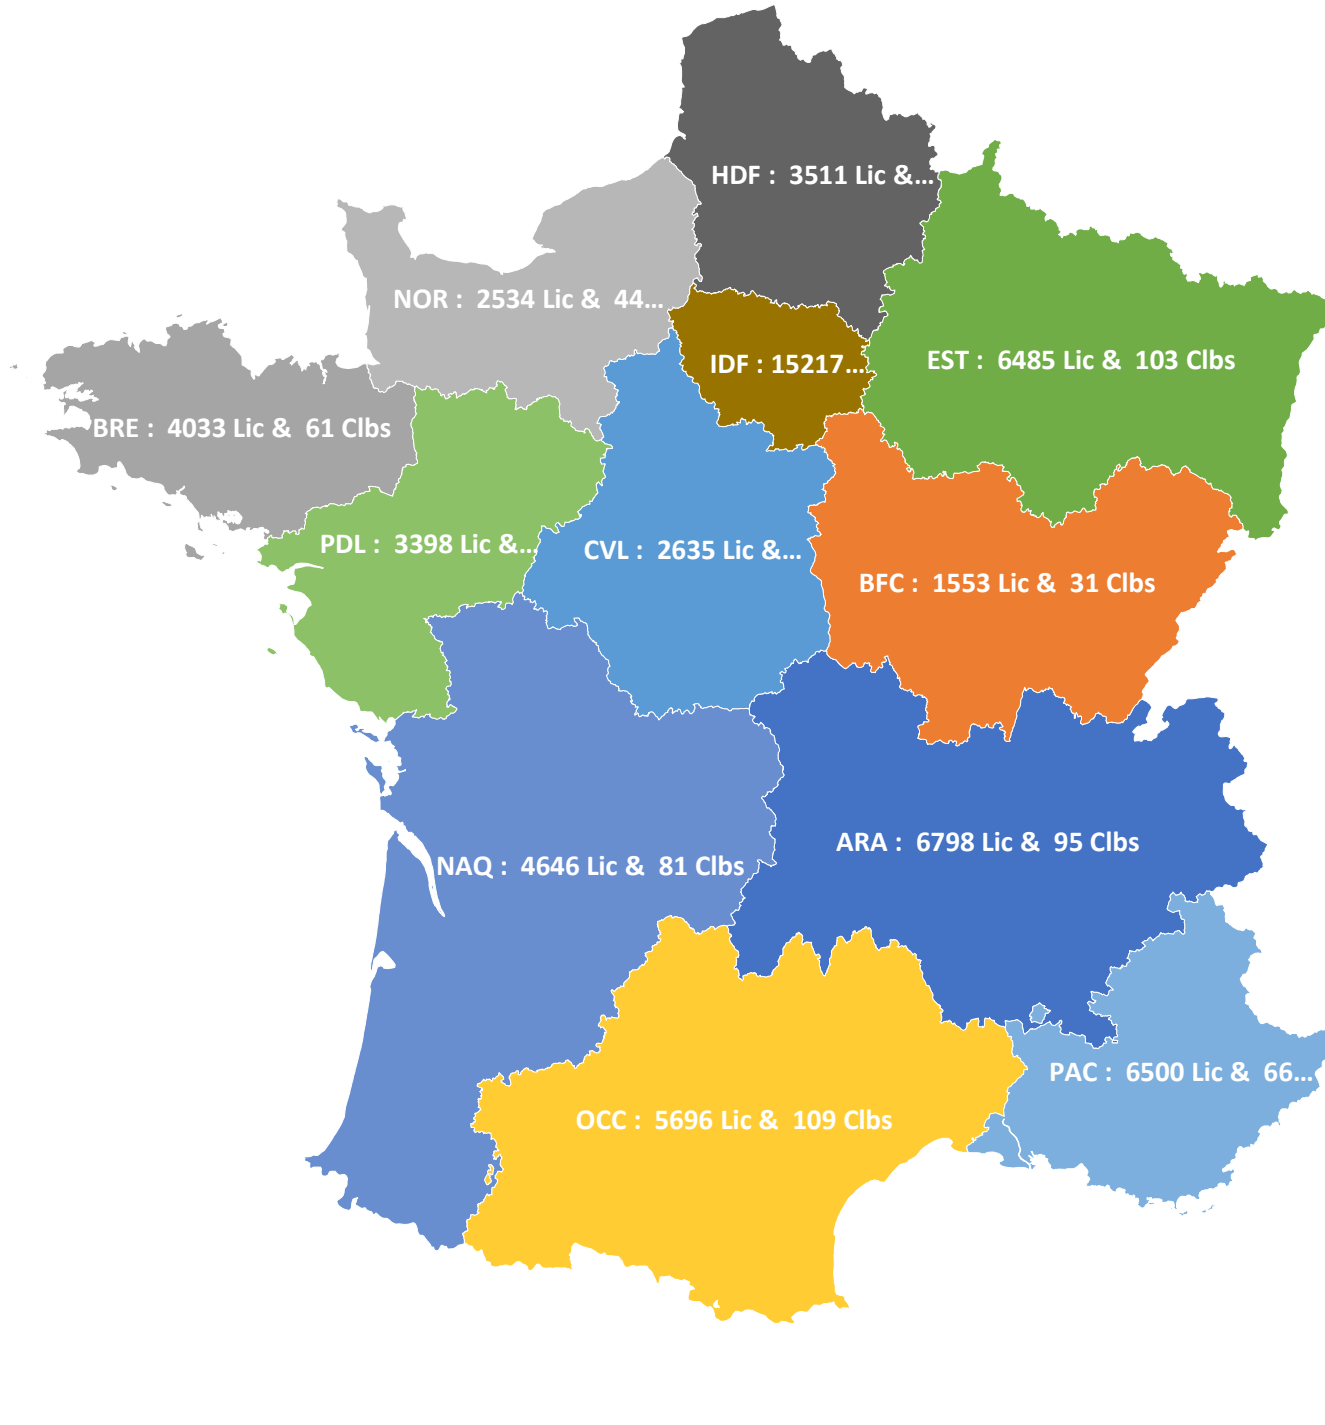 HDF : 3511 Lic &...
NOR : 2534 Lic & 44...
IDF : 15217...
EST : 6485 Lic & 103 Clbs
BRE : 4033 Lic & 61 Clbs
PDL : 3398 Lic &...
CVL : 2635 Lic &...
BFC : 1553 Lic & 31 Clbs
ARA : 6798 Lic & 95 Clbs
NAQ : 4646 Lic & 81 Clbs
PAC : 6500 Lic & 66...
OCC : 5696 Lic & 109 Clbs